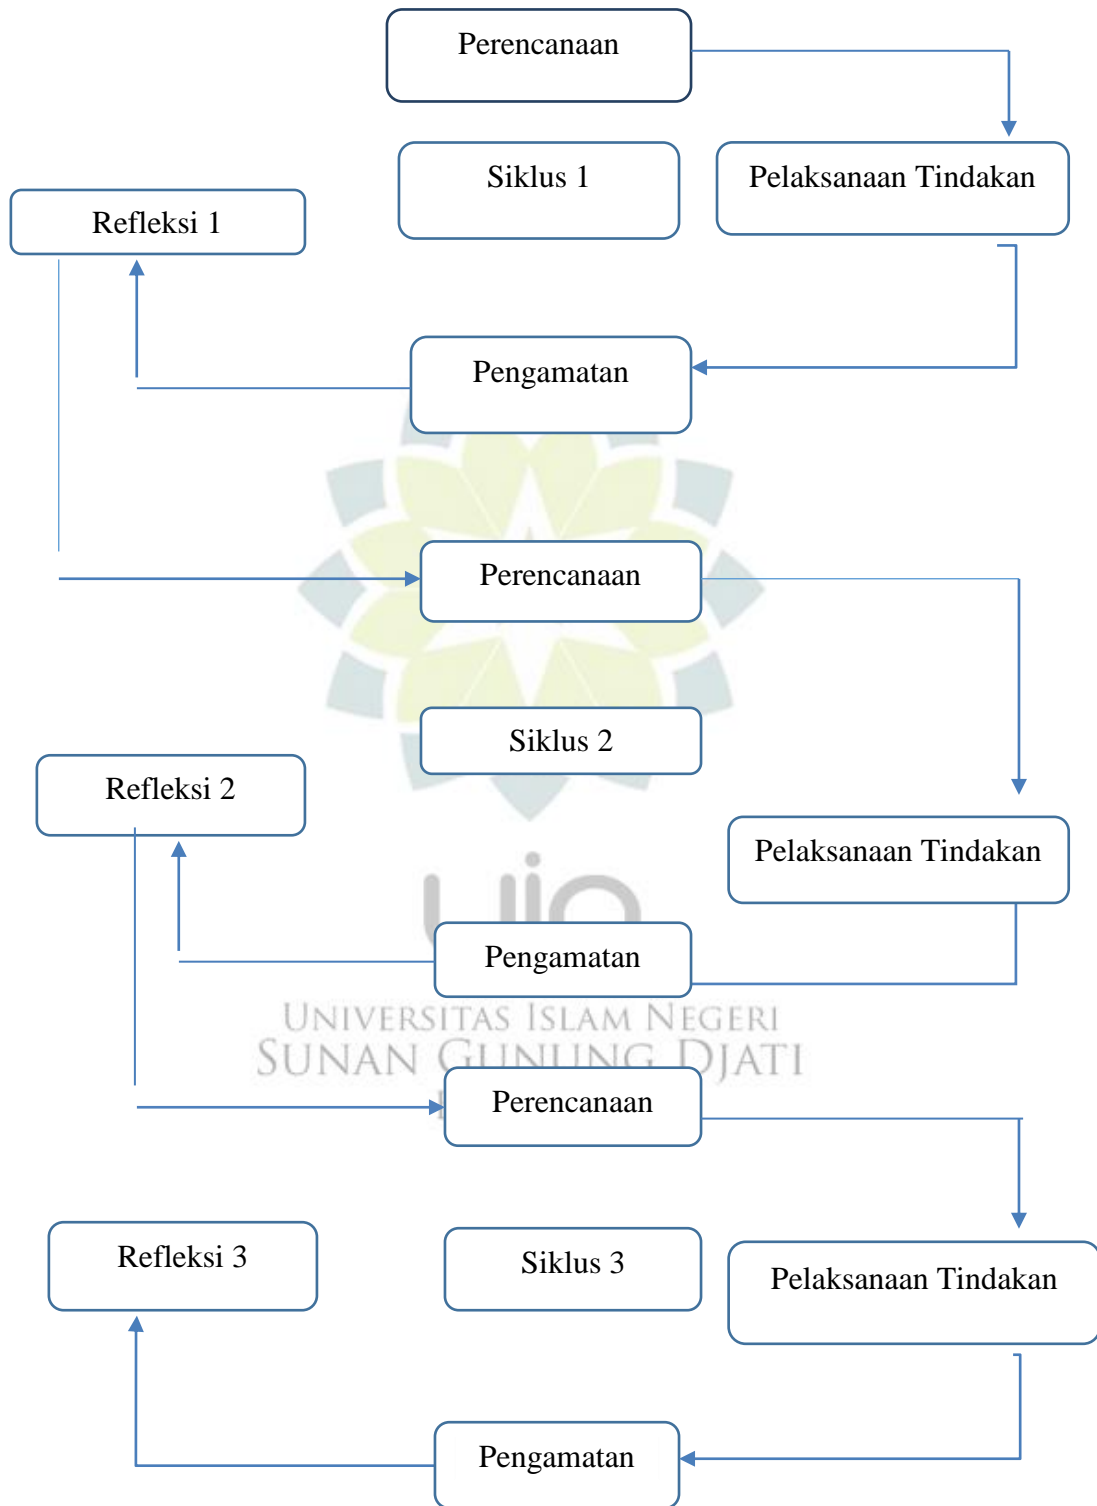 Perencanaan
Siklus 1
Pelaksanaan Tindakan
Refleksi 1
Pengamatan
Perencanaan
Siklus 2
Refleksi 2
Pelaksanaan Tindakan
uin
Pengamatan
UNIVERSITAS ISLAM NEGERI
SUNAN GUNUNG DJATI
Perencanaan
Refleksi 3
Siklus 3
Pelaksanaan Tindakan
Pengamatan